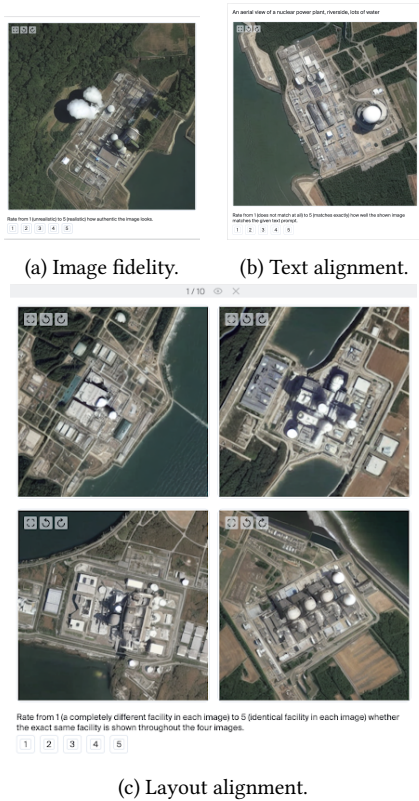 An aerial view of a nuclear power plant, riverside, lots of water
Rate from 1 (unrealistic) to 5 (realistic) how authentic the image looks.
1 2 3 4 5
Rate from 1 (does not match at all) to 5 (matches exactly) how well the shown image
matches the given text prompt.
1 2 3 4 5
(a) Image fidelity.
(b) Text alignment.
1 / 10
Rate from 1 (a completely different facility in each image) to 5 (identical facility in each image) whether
the exact same facility is shown throughout the four images.
1 2 3 4 5
(c) Layout alignment.